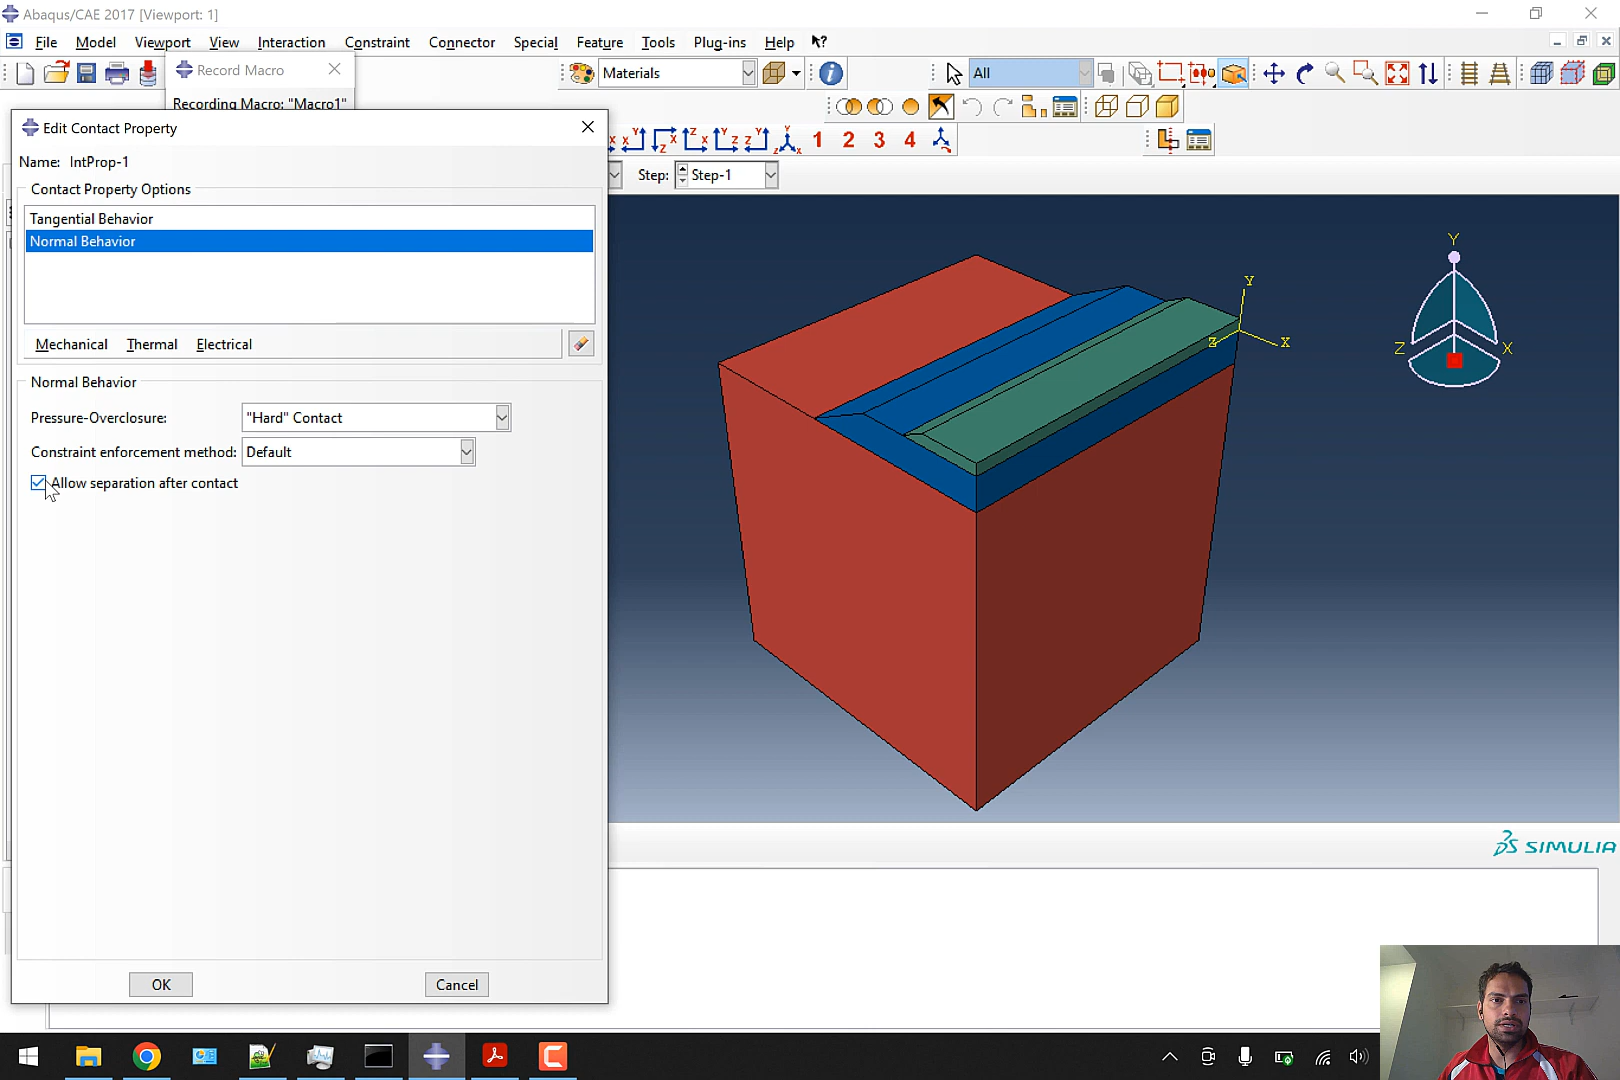 Abaqus/CAE 2017 [Viewport: 1]
File Model Viewport View Interaction Constraint Connector Special Feature Tools Plug-ins Help
Record Macro
Materials
All
Recording Macro: "Macro1"
Edit Contact Property
1 2 3 4
Name: IntProp-1
Step: Step-1
Contact Property Options
Tangential Behavior
Normal Behavior
Mechanical Thermal Electrical
Normal Behavior
Pressure-Overclosure: "Hard" Contact
Constraint enforcement method: Default
Allow separation after contact
Y
Z X
Y
Z X
SIMULIA
OK Cancel